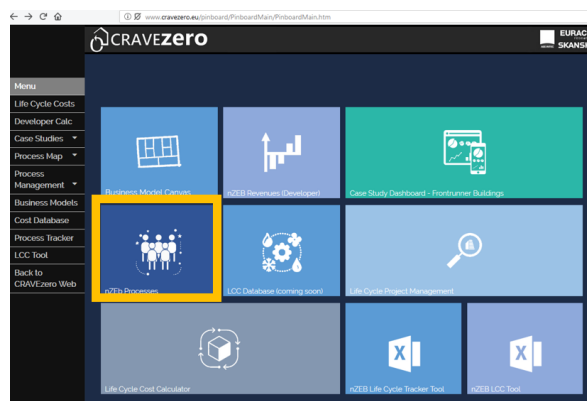 www.cravezero.eu/pinboard/PinboardMain/PinboardMain.htm
CRAVEzero
EURAC
SKANSK
Menu
Life Cycle Costs
Developer Calc
Case Studies
Process Map
Process
Management
Business Models
Cost Database
Process Tracker
LCC Tool
Back to
CRAVEzero Web
Business Model Canvas
nZEB Revenues (Developer)
Case Study Dashboard - Frontrunner Buildings
nZEb Processes
LCC Database (coming soon)
Life Cycle Project Management
Life Cycle Cost Calculator
X
nZEB Life Cycle Tracker Tool
X
nZEB LCC Tool